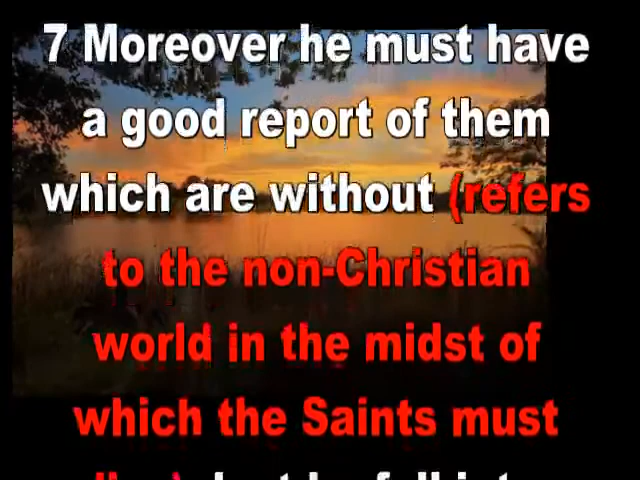 7 Moreover he must have
a good report of them
which are without (refers
to the non-Christian
world in the midst of
which the Saints must